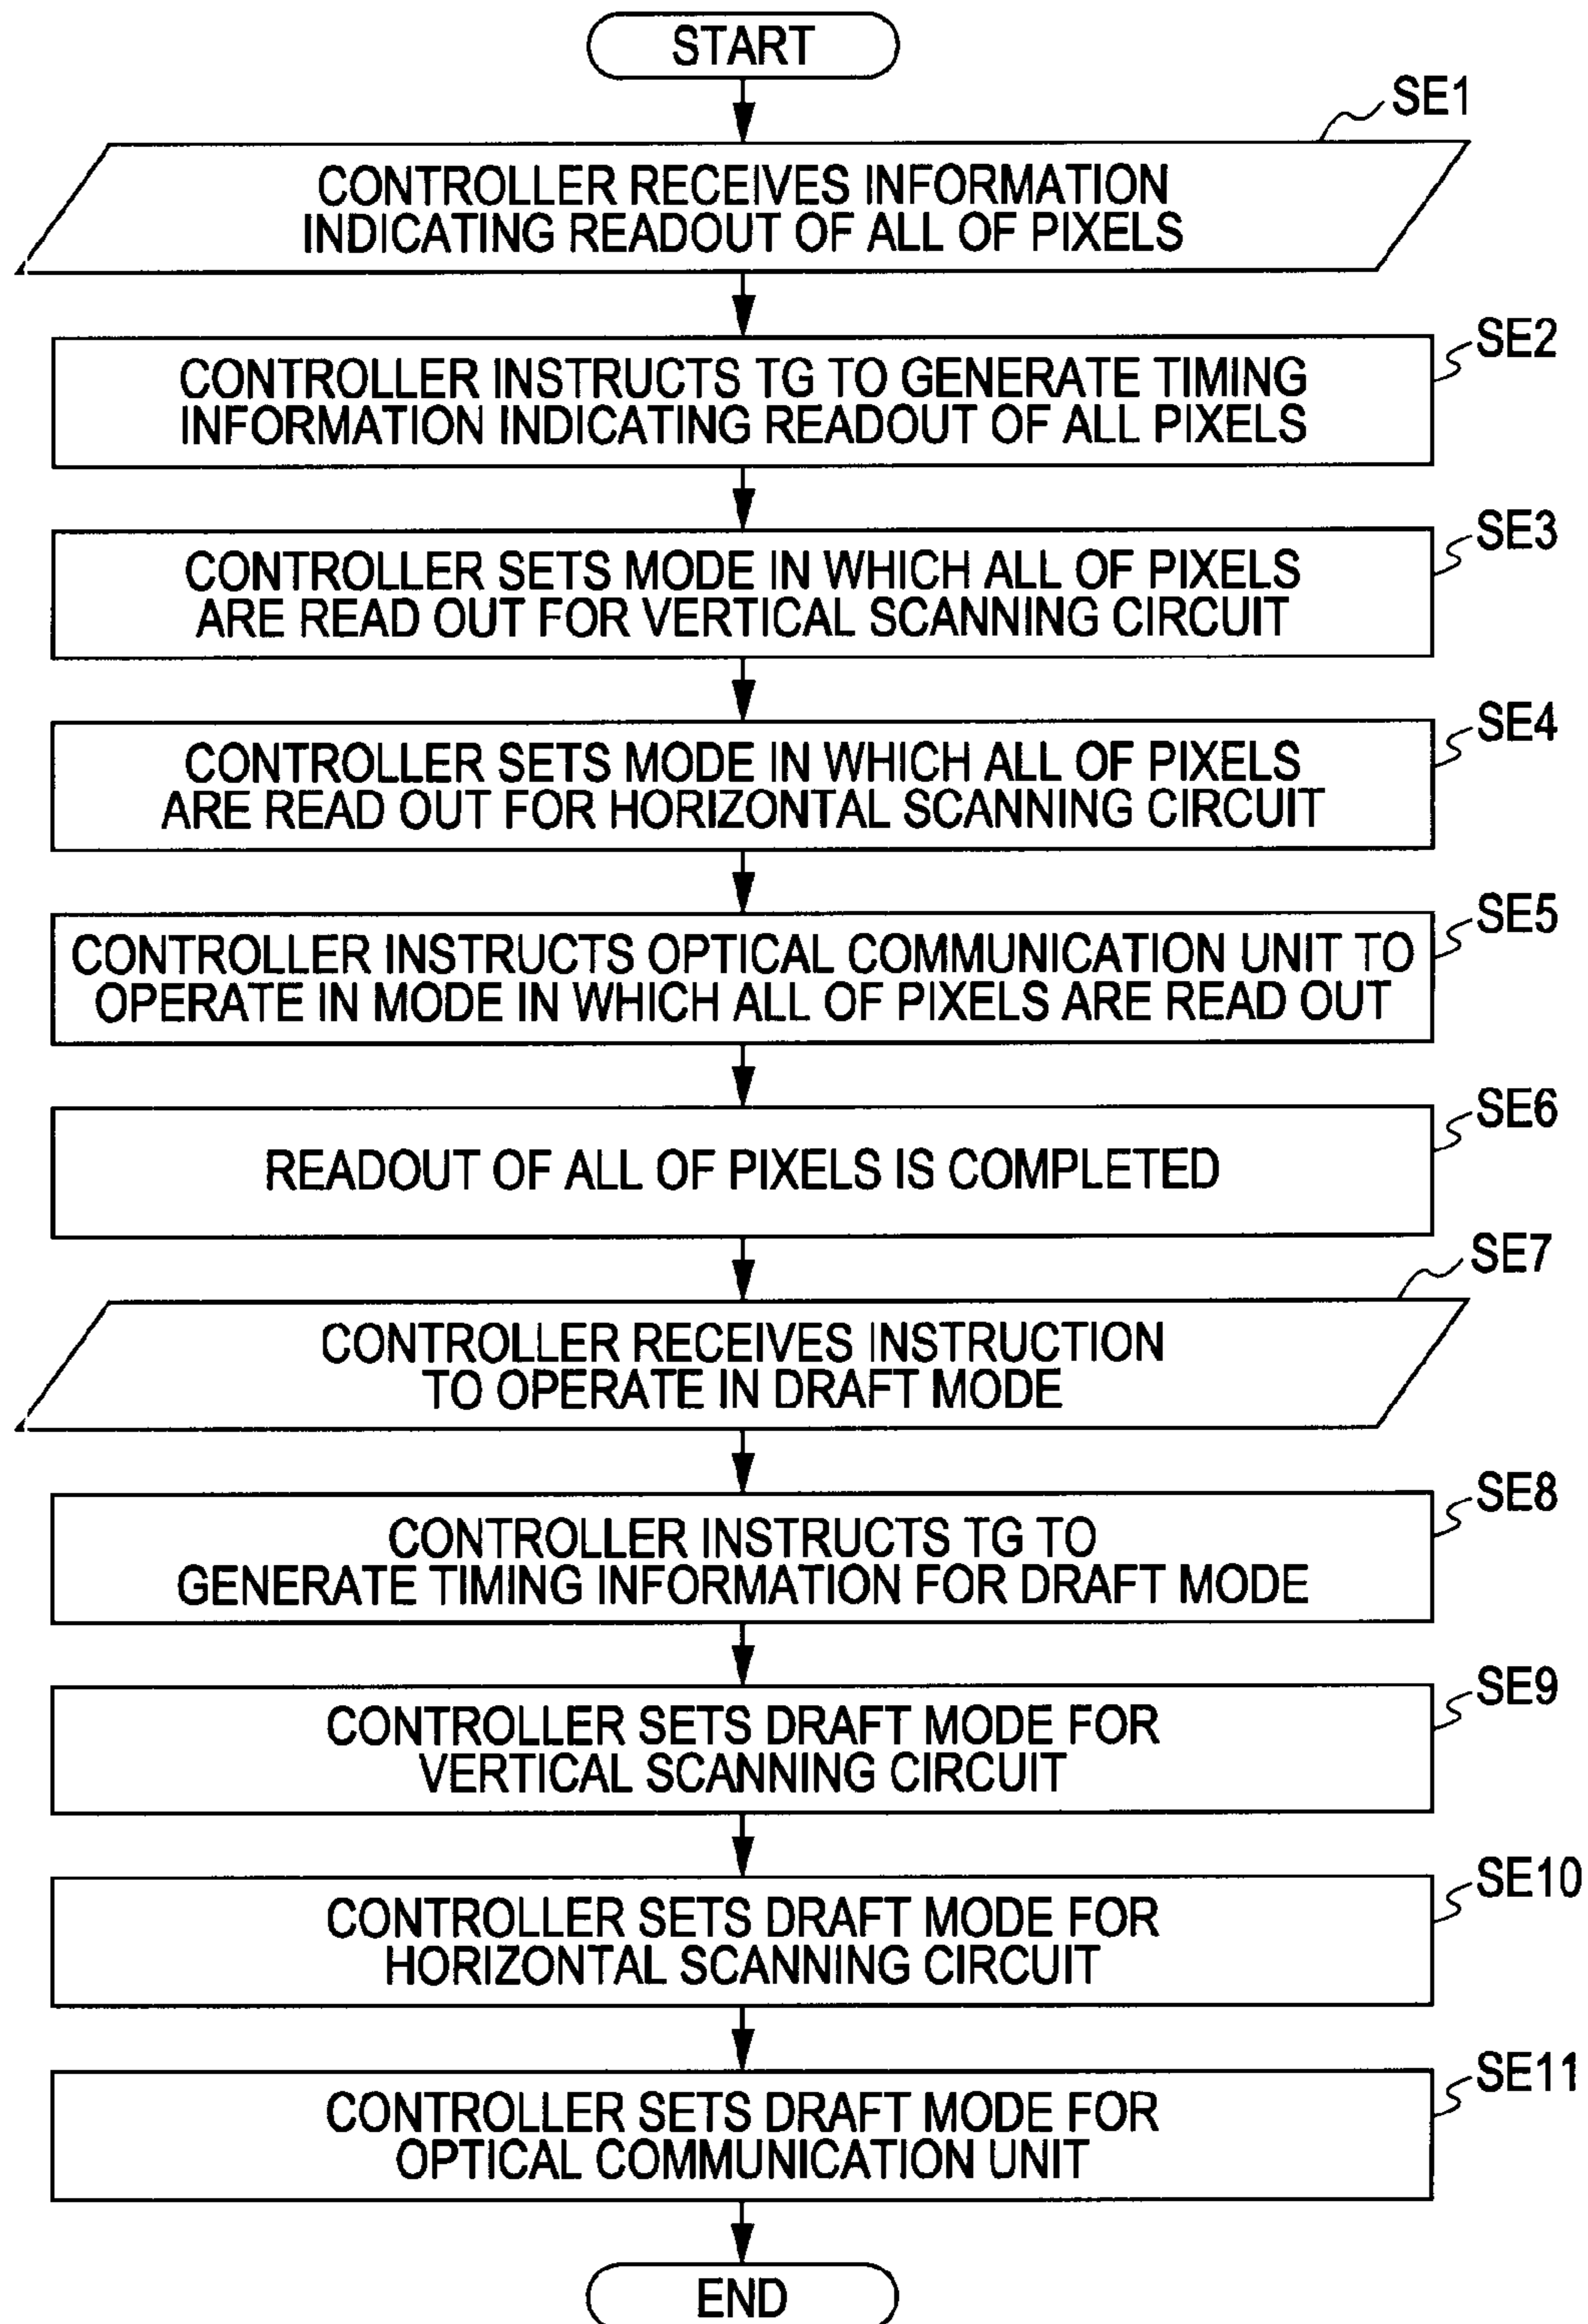 START
SE1
CONTROLLER RECEIVES INFORMATION
INDICATING READOUT OF ALL OF PIXELS
SE2
CONTROLLER INSTRUCTS TG TO GENERATE TIMING
INFORMATION INDICATING READOUT OF ALL PIXELS
SE3
CONTROLLER SETS MODE IN WHICH ALL OF PIXELS
ARE READ OUT FOR VERTICAL SCANNING CIRCUIT
SE4
CONTROLLER SETS MODE IN WHICH ALL OF PIXELS
ARE READ OUT FOR HORIZONTAL SCANNING CIRCUIT
SE5
CONTROLLER INSTRUCTS OPTICAL COMMUNICATION UNIT TO
OPERATE IN MODE IN WHICH ALL OF PIXELS ARE READ OUT
SE6
READOUT OF ALL OF PIXELS IS COMPLETED
SE7
CONTROLLER RECEIVES INSTRUCTION
TO OPERATE IN DRAFT MODE
SE8
CONTROLLER INSTRUCTS TG TO
GENERATE TIMING INFORMATION FOR DRAFT MODE
SE9
CONTROLLER SETS DRAFT MODE FOR
VERTICAL SCANNING CIRCUIT
SE10
CONTROLLER SETS DRAFT MODE FOR
HORIZONTAL SCANNING CIRCUIT
SE11
CONTROLLER SETS DRAFT MODE FOR
OPTICAL COMMUNICATION UNIT
END